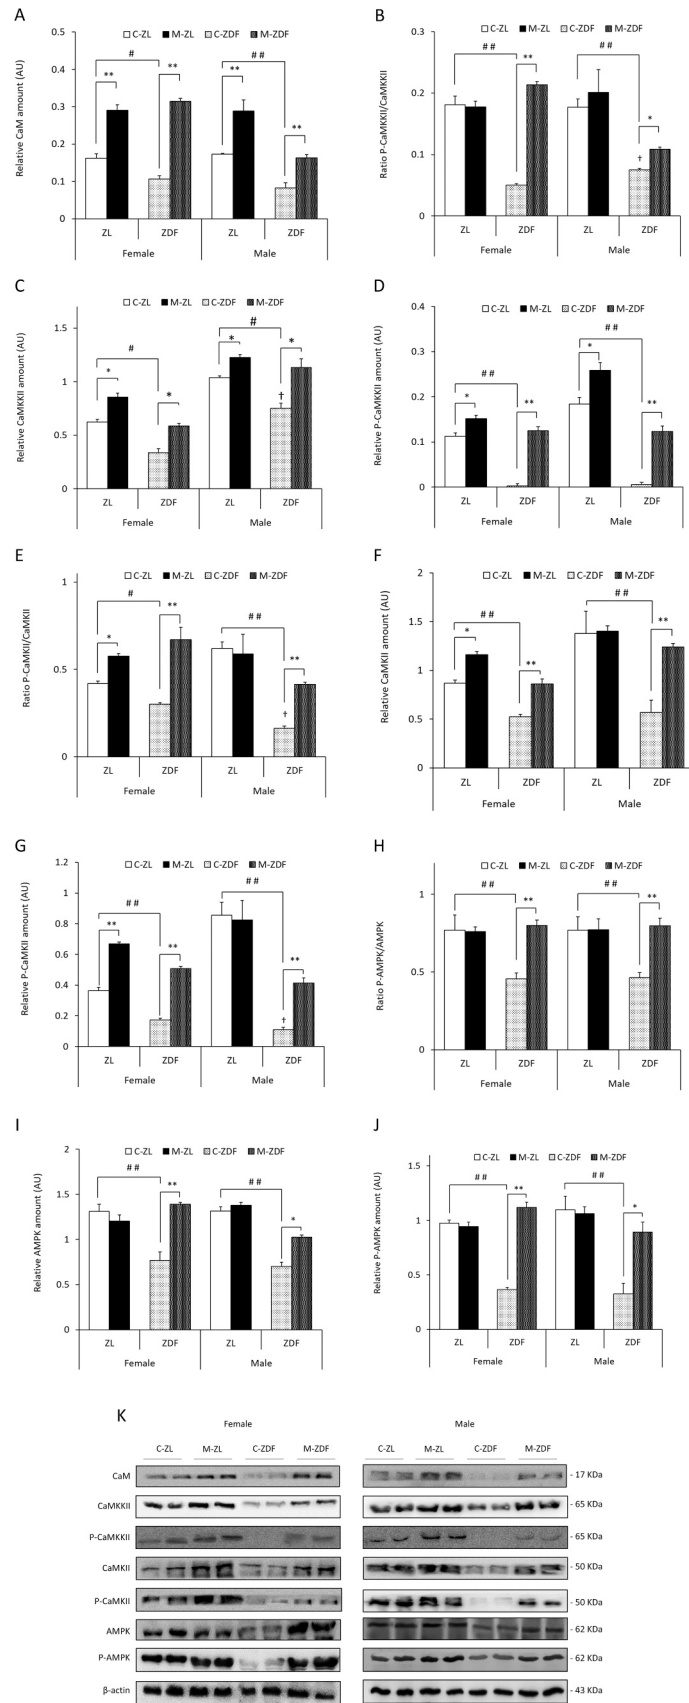 A
C-ZL M-ZL C-ZDF M-ZDF
Relative CaM amount (AU)
0.5
0.4
0.3
0.2
0.1
0
#
# #
** ** ** **
ZL ZDF ZL ZDF
Female Male
B
C-ZL M-ZL C-ZDF M-ZDF
Ratio P-CaMKKII/CaMKKII
0.3
0.2
0.1
0
# # # #
** *
†
ZL ZDF ZL ZDF
Female Male
C
C-ZL M-ZL C-ZDF M-ZDF
Relative CaMKKII amount (AU)
1.5
1
0.5
0
# #
* * * *
†
ZL ZDF ZL ZDF
Female Male
D
C-ZL M-ZL C-ZDF M-ZDF
Relative P-CaMKKII amount (AU)
0.4
0.3
0.2
0.1
0
# # # #
* ** * **
ZL ZDF ZL ZDF
Female Male
E
C-ZL M-ZL C-ZDF M-ZDF
Ratio P-CaMKII/CaMKII
1
0.5
0
# # #
* ** **
†
ZL ZDF ZL ZDF
Female Male
F
C-ZL M-ZL C-ZDF M-ZDF
Relative CaMKII amount (AU)
2
1.5
1
0.5
0
# # # #
* ** **
ZL ZDF ZL ZDF
Female Male
G
C-ZL M-ZL C-ZDF M-ZDF
Relative P-CaMKII amount (AU)
1.2
1
0.8
0.6
0.4
0.2
0
# # # #
** ** **
†
ZL ZDF ZL ZDF
Female Male
H
C-ZL M-ZL C-ZDF M-ZDF
Ratio P-AMPK/AMPK
1
0.5
0
# # # #
** **
ZL ZDF ZL ZDF
Female Male
I
C-ZL M-ZL C-ZDF M-ZDF
Relative AMPK amount (AU)
2
1.5
1
0.5
0
# # # #
** *
ZL ZDF ZL ZDF
Female Male
J
C-ZL M-ZL C-ZDF M-ZDF
Relative P-AMPK amount (AU)
1.5
1
0.5
0
# # # #
** *
ZL ZDF ZL ZDF
Female Male
K
Female Male
C-ZL M-ZL C-ZDF M-ZDF C-ZL M-ZL C-ZDF M-ZDF
CaM - 17 KDa
CaMKKII - 65 KDa
P-CaMKKII - 65 KDa
CaMKII - 50 KDa
P-CaMKII - 50 KDa
AMPK - 62 KDa
P-AMPK - 62 KDa
β-actin - 43 KDa